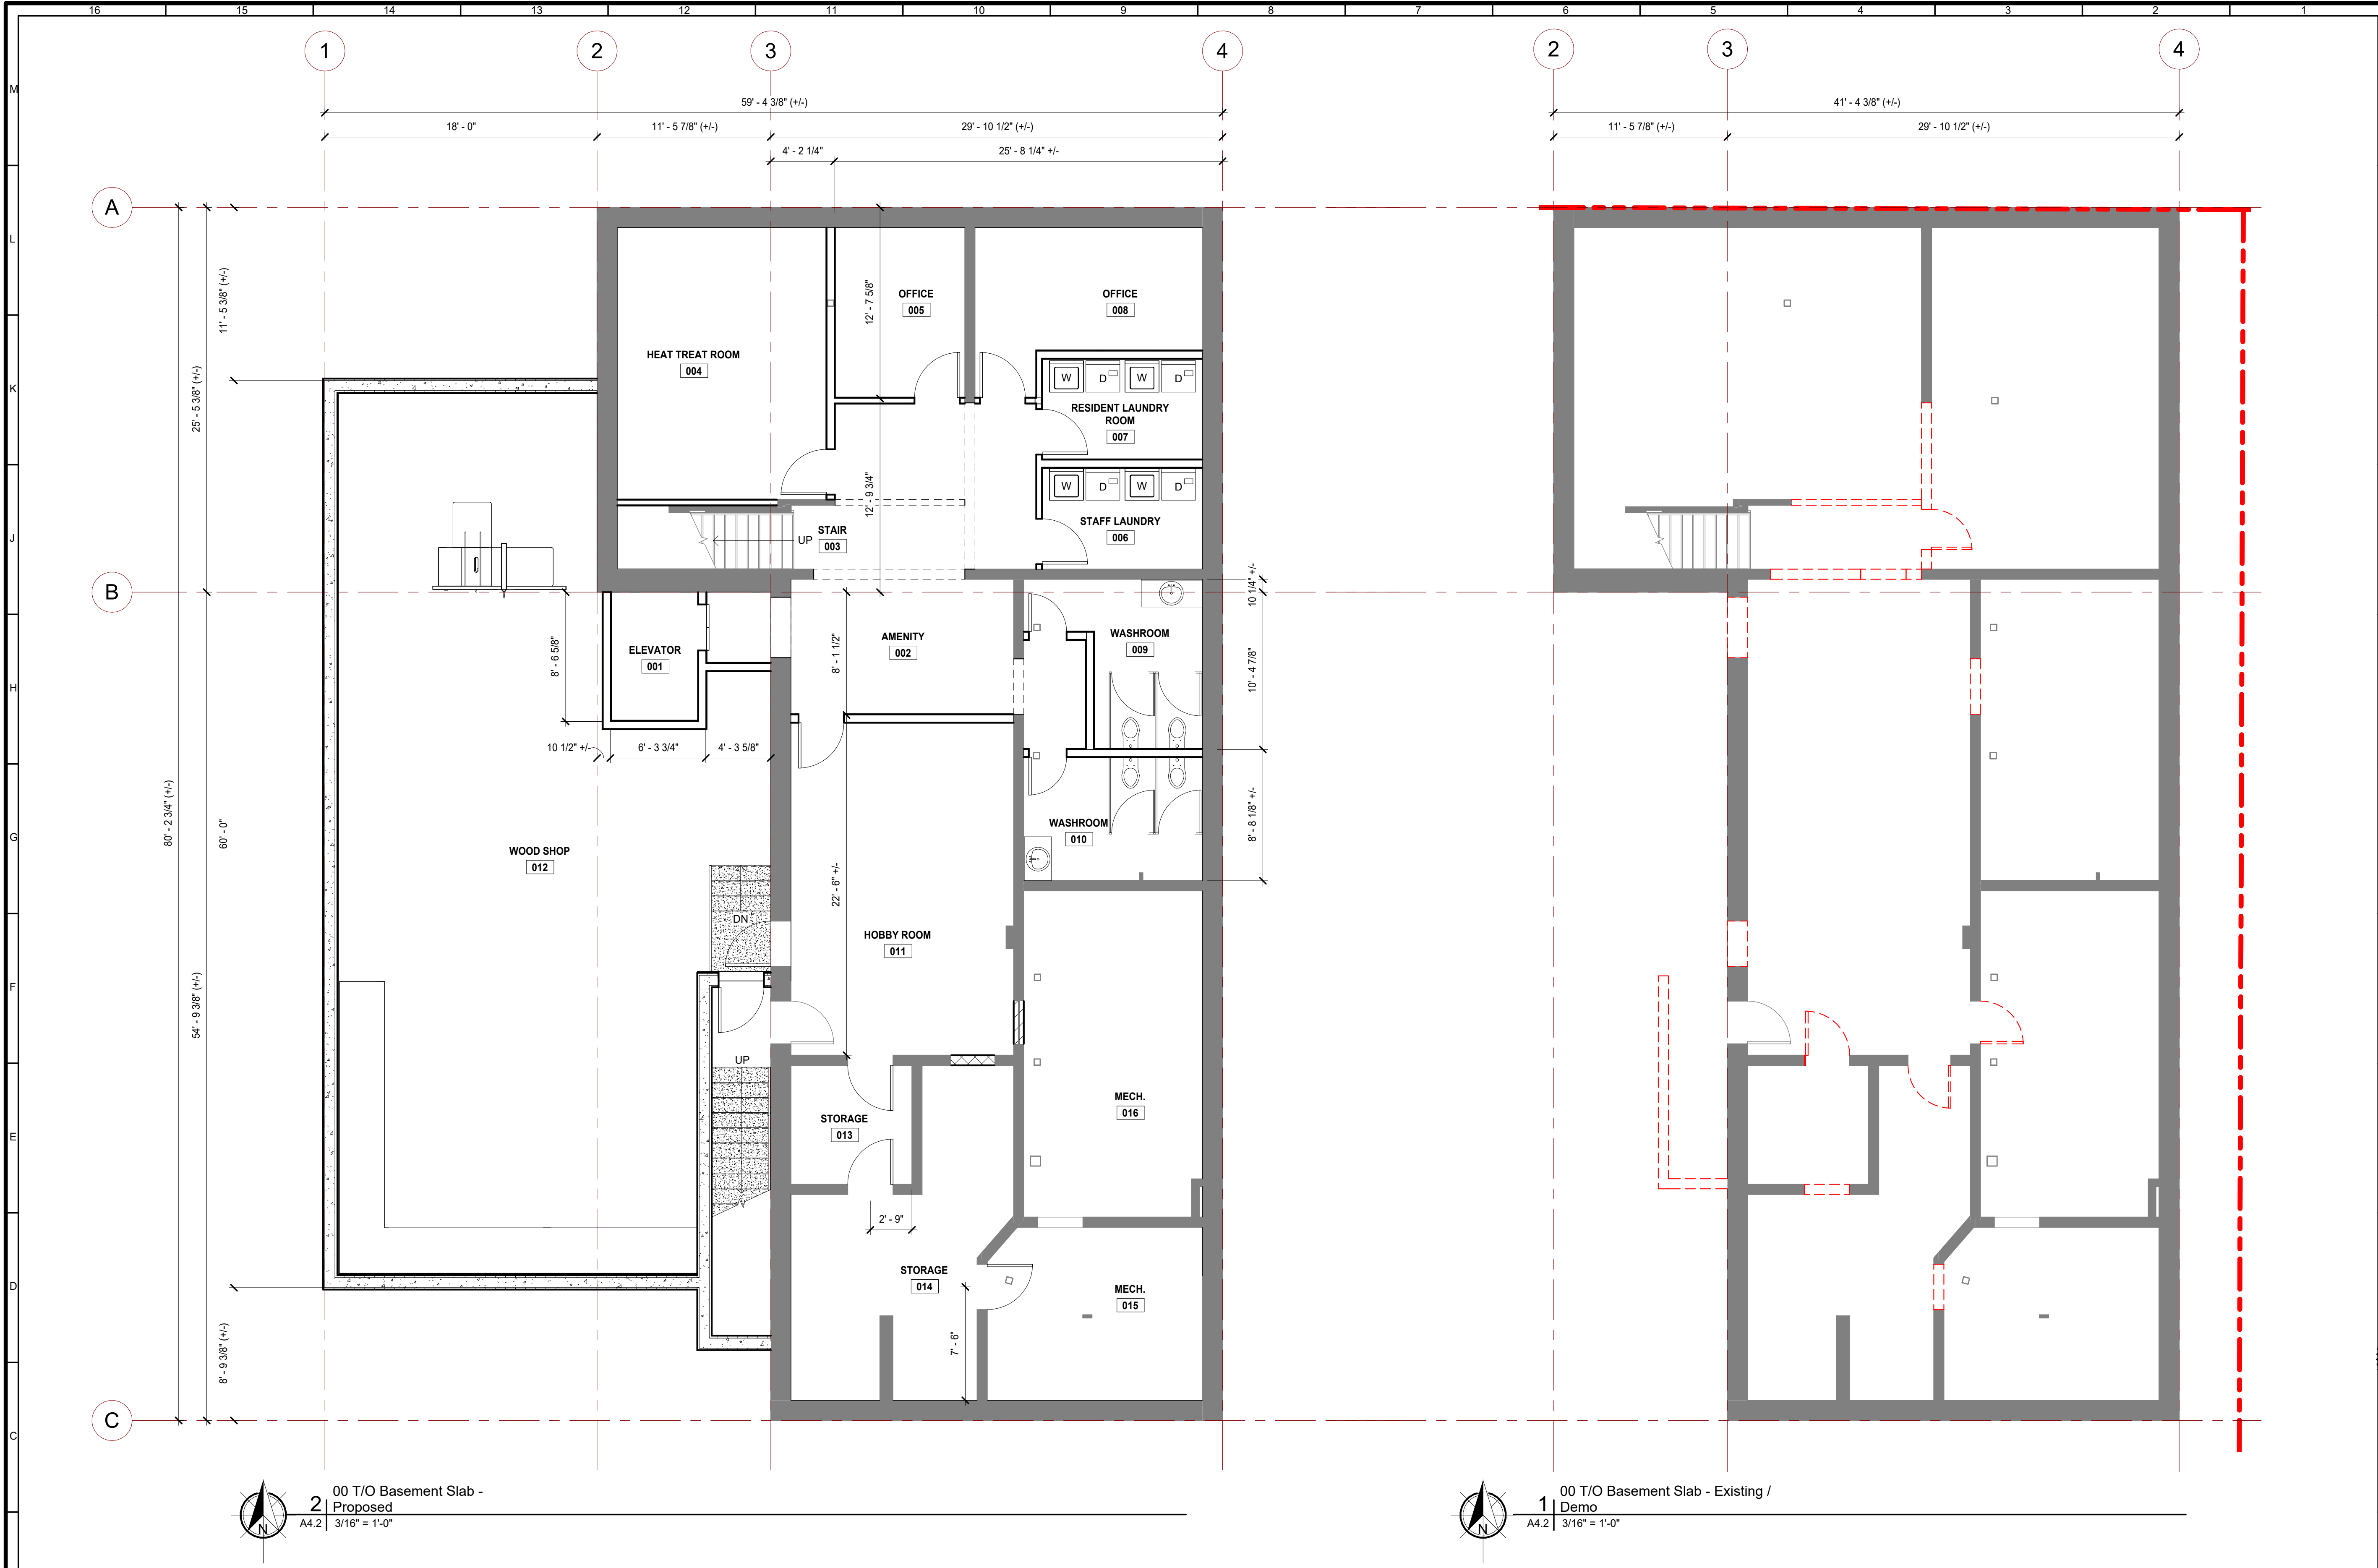 16 15 14 13 12 11 10 9 8 7 6 5 4 3 2 1
M
L
K
J
H
G
F
E
D
C
1 2 3 4
59' - 4 3/8" (+/-)
18' - 0" 11' - 5 7/8" (+/-) 29' - 10 1/2" (+/-)
4' - 2 1/4" 25' - 8 1/4" +/-
A
B
C
80' - 2 3/4" (+/-)
25' - 5 3/8" (+/-)
54' - 9 3/8" (+/-)
11' - 5 3/8" (+/-)
60' - 0"
8' - 9 3/8" (+/-)
12' - 7 5/8"
12' - 9 3/4"
OFFICE
005
OFFICE
008
HEAT TREAT ROOM
004
W D W D
RESIDENT LAUNDRY
ROOM
007
W D W D
STAFF LAUNDRY
006
STAIR
003
UP
ELEVATOR
001
8' - 6 5/8"
10 1/2" +/- 6' - 3 3/4" 4' - 3 5/8"
AMENITY
002
8' - 1 1/2"
WASHROOM
009
10 1/4" +/-
10' - 4 7/8"
8' - 8 1/8" +/-
WASHROOM
010
WOOD SHOP
012
DN
UP
22' - 6" +/-
HOBBY ROOM
011
STORAGE
013
MECH.
016
2' - 9"
STORAGE
014
7' - 6"
MECH.
015
2
00 T/O Basement Slab -
Proposed
A4.2 3/16" = 1'-0"
N
2 3 4
41' - 4 3/8" (+/-)
11' - 5 7/8" (+/-) 29' - 10 1/2" (+/-)
1
00 T/O Basement Slab - Existing /
Demo
A4.2 3/16" = 1'-0"
N